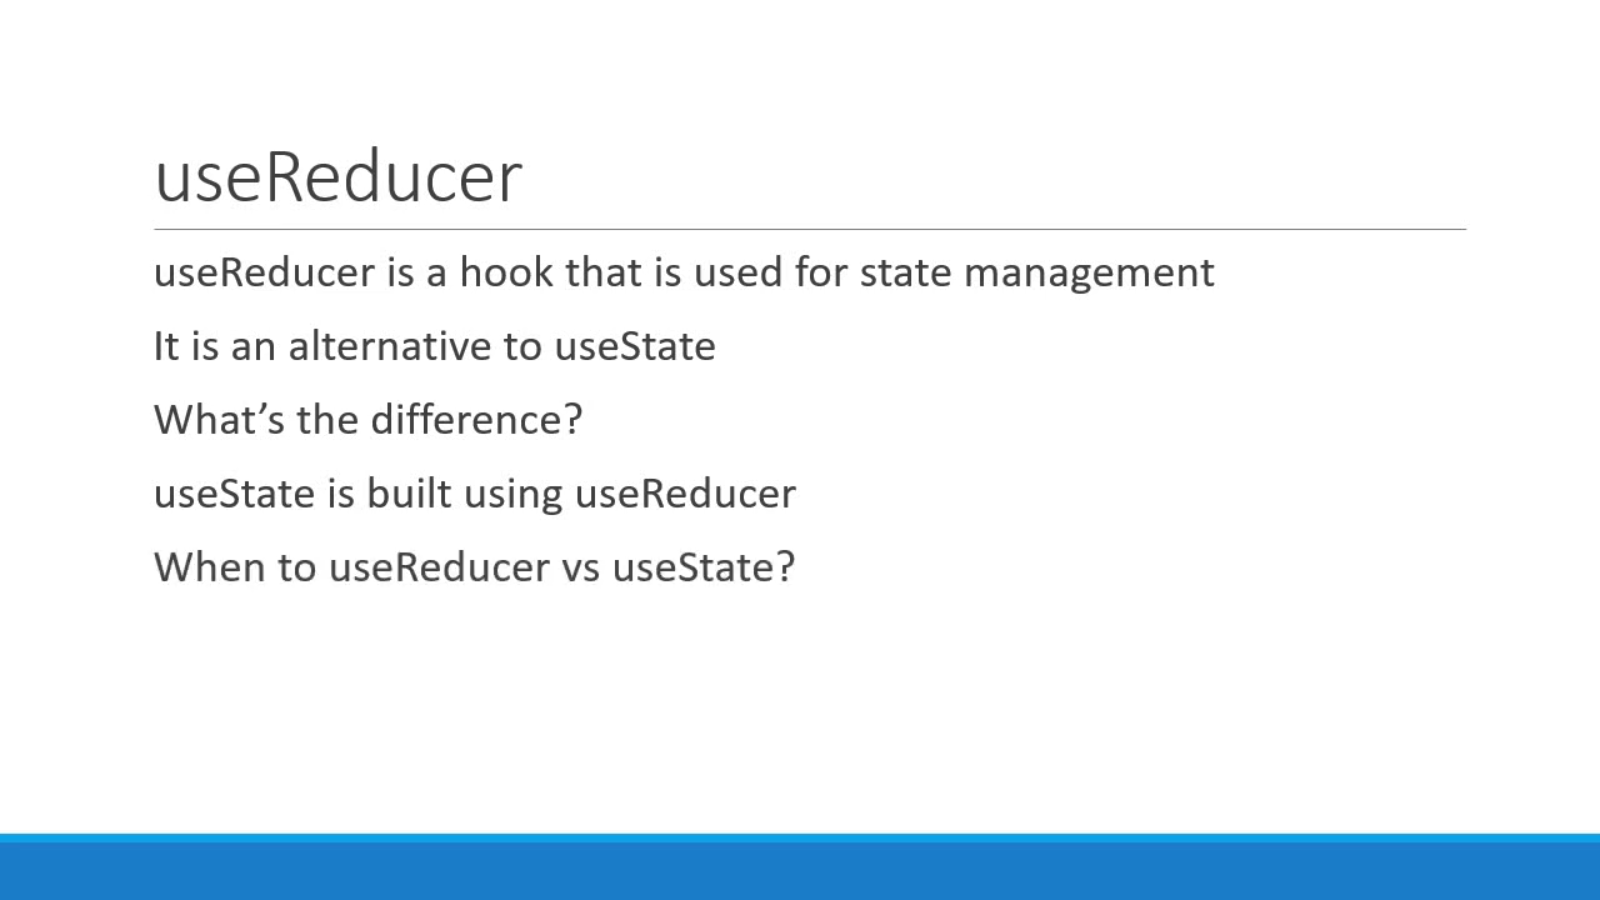 useReducer
useReducer is a hook that is used for state management
It is an alternative to useState
What’s the difference?
useState is built using useReducer
When to useReducer vs useState?